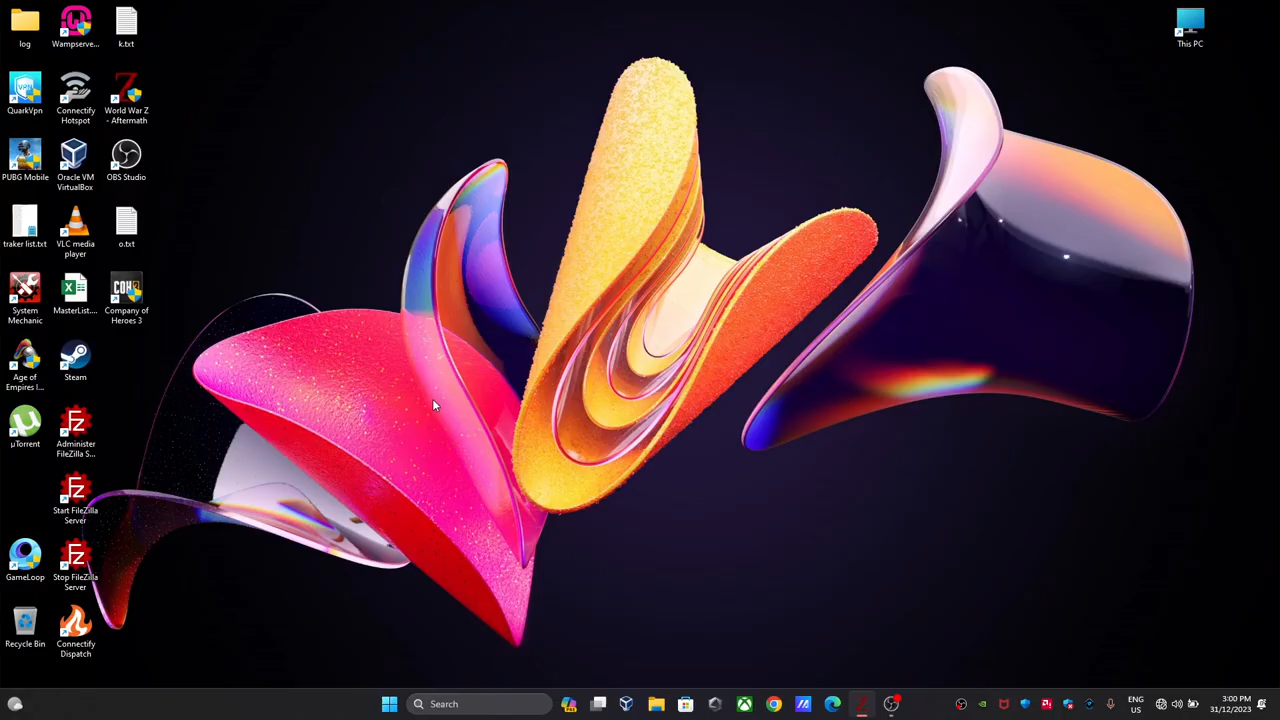 log
Wampserve...
k.txt
This PC
QuarkVpn
Connectify
Hotspot
World War Z
- Aftermath
PUBG Mobile
Oracle VM
VirtualBox
OBS Studio
traker list.txt
VLC media
player
o.txt
System
Mechanic
MasterList....
Company of
Heroes 3
Age of
Empires I...
Steam
µTorrent
Administer
FileZilla S...
Start FileZilla
Server
GameLoop
Stop FileZilla
Server
Recycle Bin
Connectify
Dispatch
Search
ENG
US
3:00 PM
31/12/2023